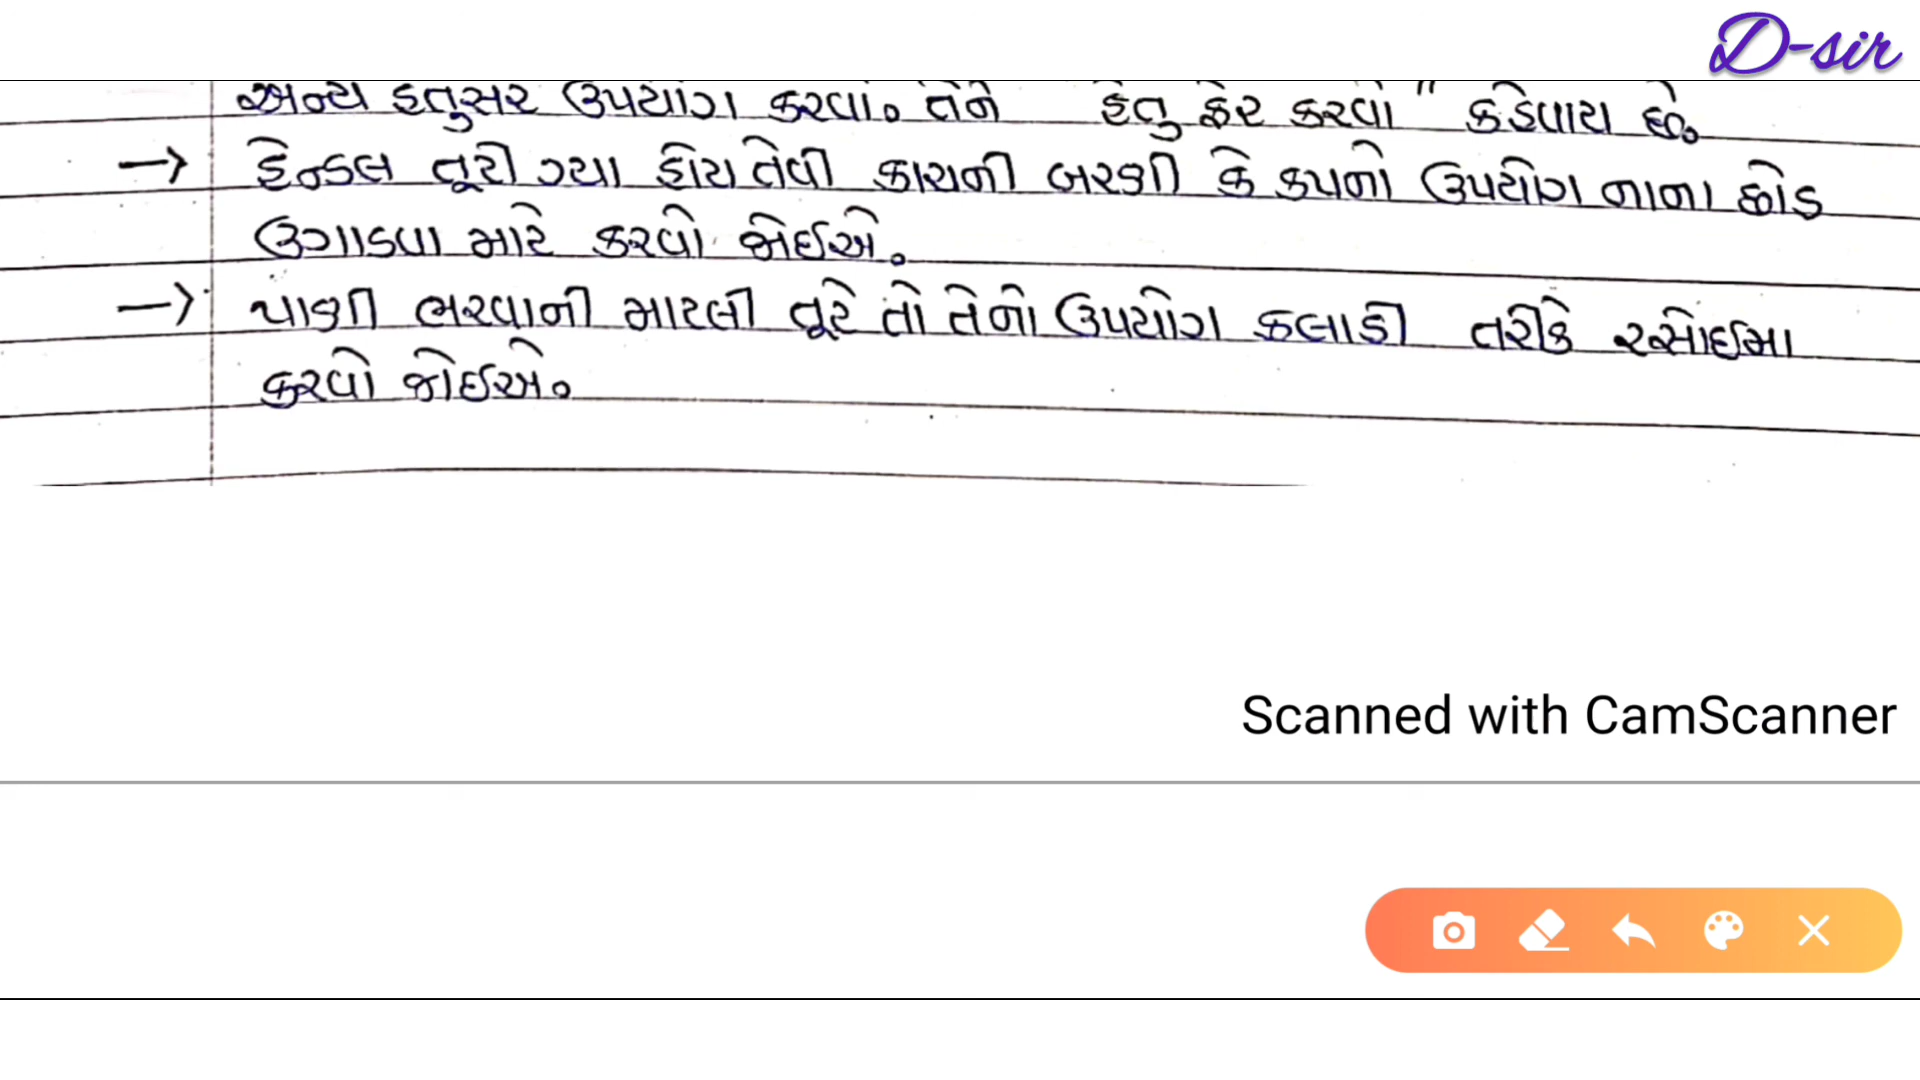 D-sir
અન્ય હેતુસર ઉપયોગ કરવો. તેને હેતુ ફેર કરવો" કહેવાય છે.
→ હેન્ડલ તૂટી ગ્યા હોય તેવી કાચની બરણી કે કપનો ઉપયોગ નાના છોડ
ઉગાડવા માટે કરવો જોઈએ.
→ પાણી ભરવાની માટલી તૂટે તો તેનો ઉપયોગ કલાડી તરીકે રસોઈમા
કરવો જોઈએ.
Scanned with CamScanner